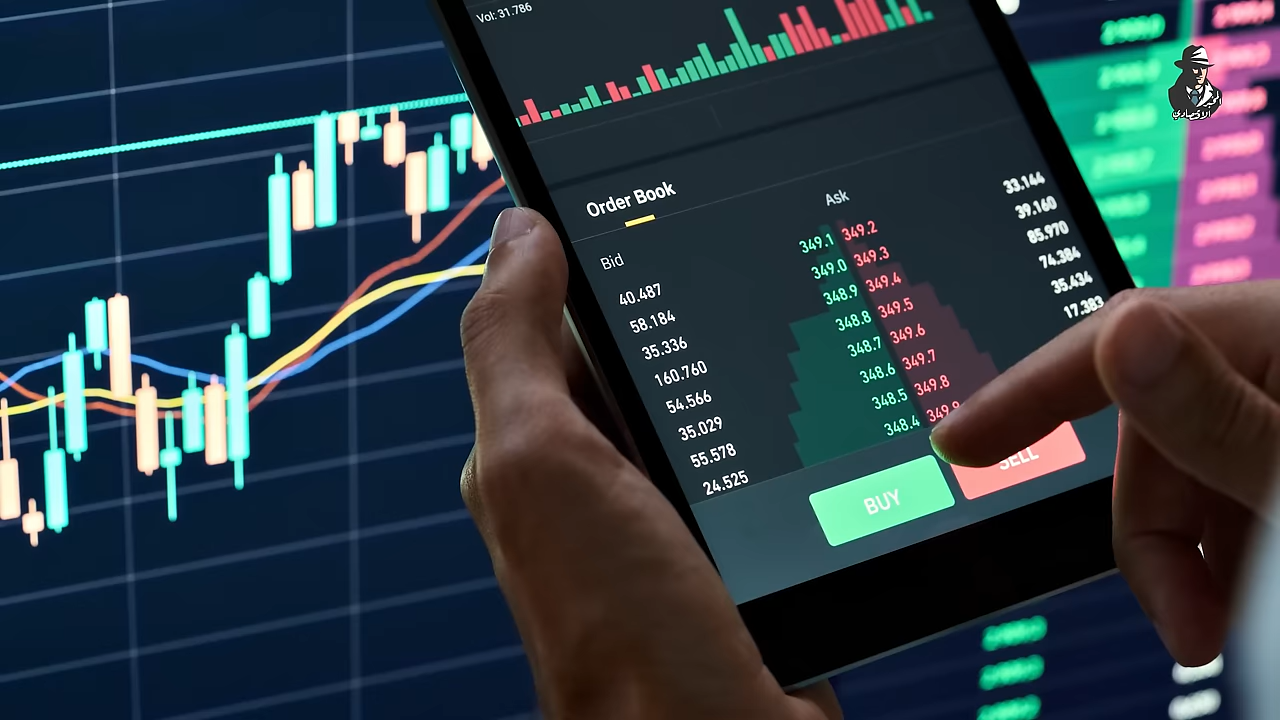 Vol: 31.786
Order Book
Bid
Ask
40.487 349.1 349.2 33.144
58.184 349.0 349.3 39.160
35.336 348.9 349.4 85.970
160.760 348.8 349.5 74.384
54.566 348.7 349.6 35.434
35.029 348.6 349.7 17.383
55.578 348.5 349.8
24.525 348.4 349.9
BUY
SELL
الاقتصادي